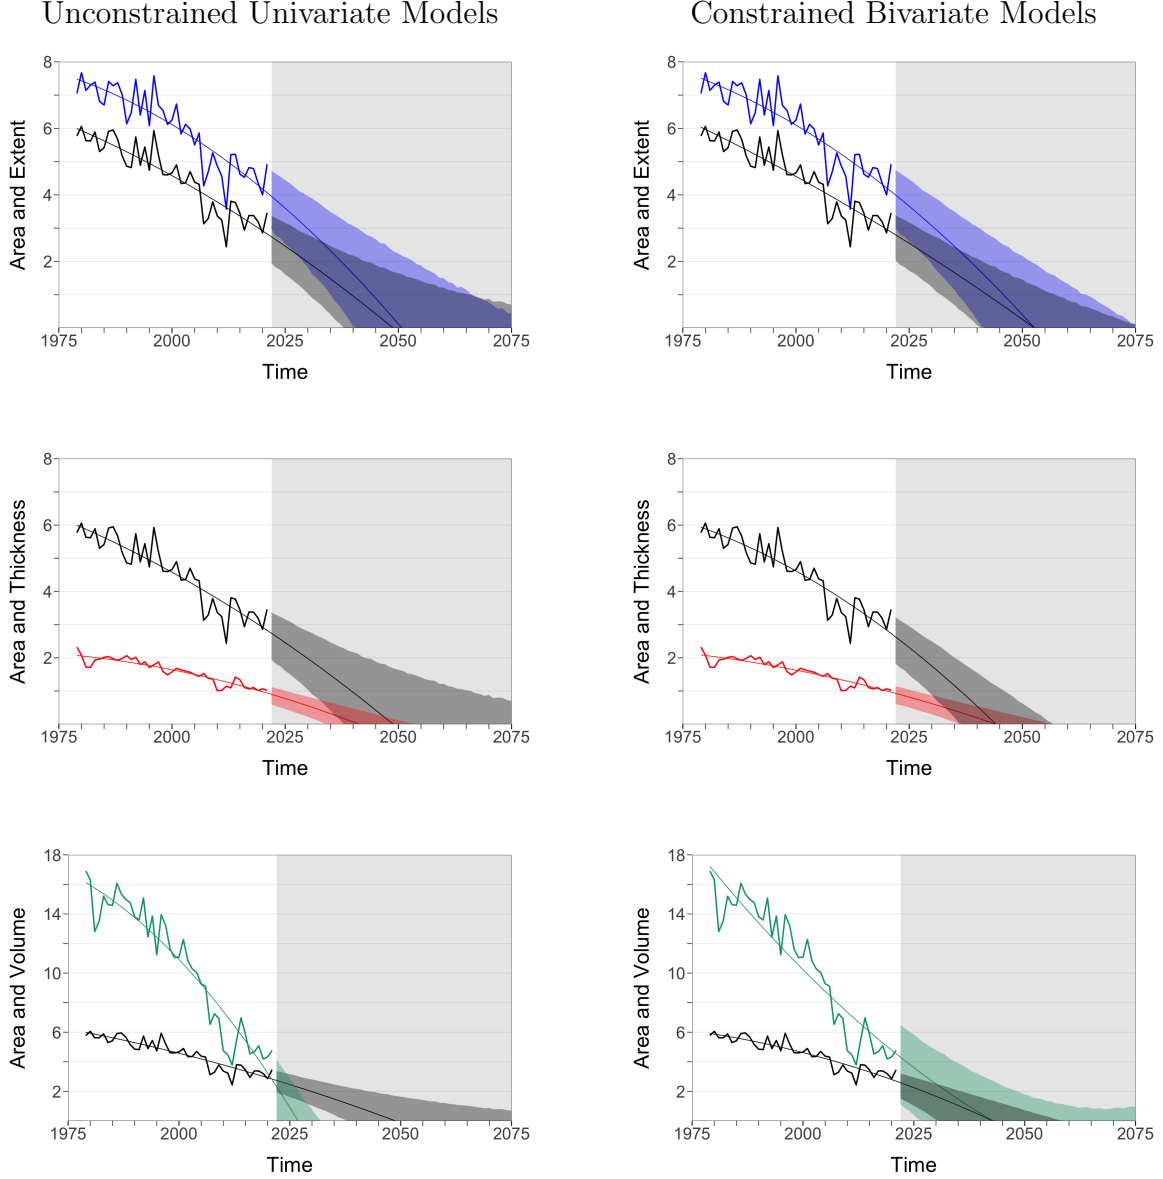 Unconstrained Univariate Models
Constrained Bivariate Models
Area and Extent
8
6
4
2
1975 2000 2025 2050 2075
Time
Area and Extent
8
6
4
2
1975 2000 2025 2050 2075
Time
Area and Thickness
8
6
4
2
1975 2000 2025 2050 2075
Time
Area and Thickness
8
6
4
2
1975 2000 2025 2050 2075
Time
Area and Volume
18
14
10
6
2
1975 2000 2025 2050 2075
Time
Area and Volume
18
14
10
6
2
1975 2000 2025 2050 2075
Time